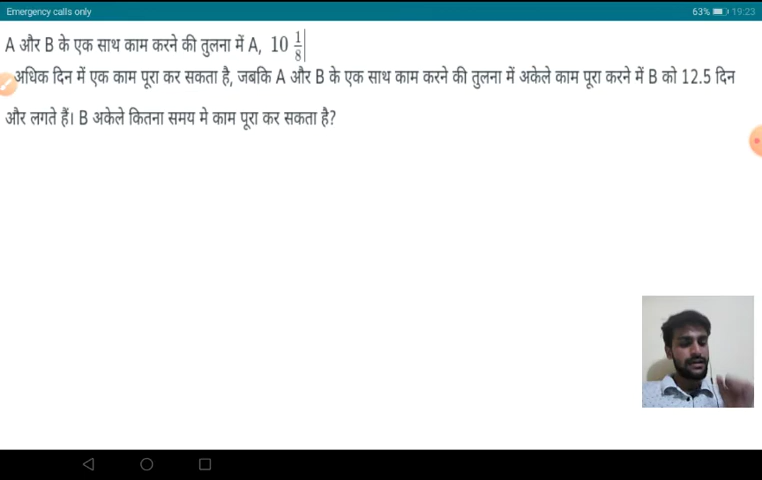 Emergency calls only
63% 19:23
A और B के एक साथ काम करने की तुलना में A, 10 1/8|
अधिक दिन में एक काम पूरा कर सकता है, जबकि A और B के एक साथ काम करने की तुलना में अकेले काम पूरा करने में B को 12.5 दिन
और लगते हैं। B अकेले कितना समय मे काम पूरा कर सकता है?